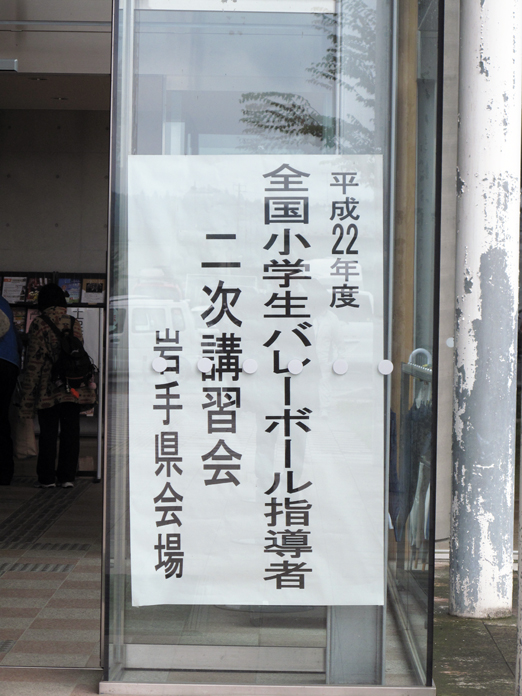 平成22年度
全国小学生バレーボール指導者
二次講習会
岩手県会場